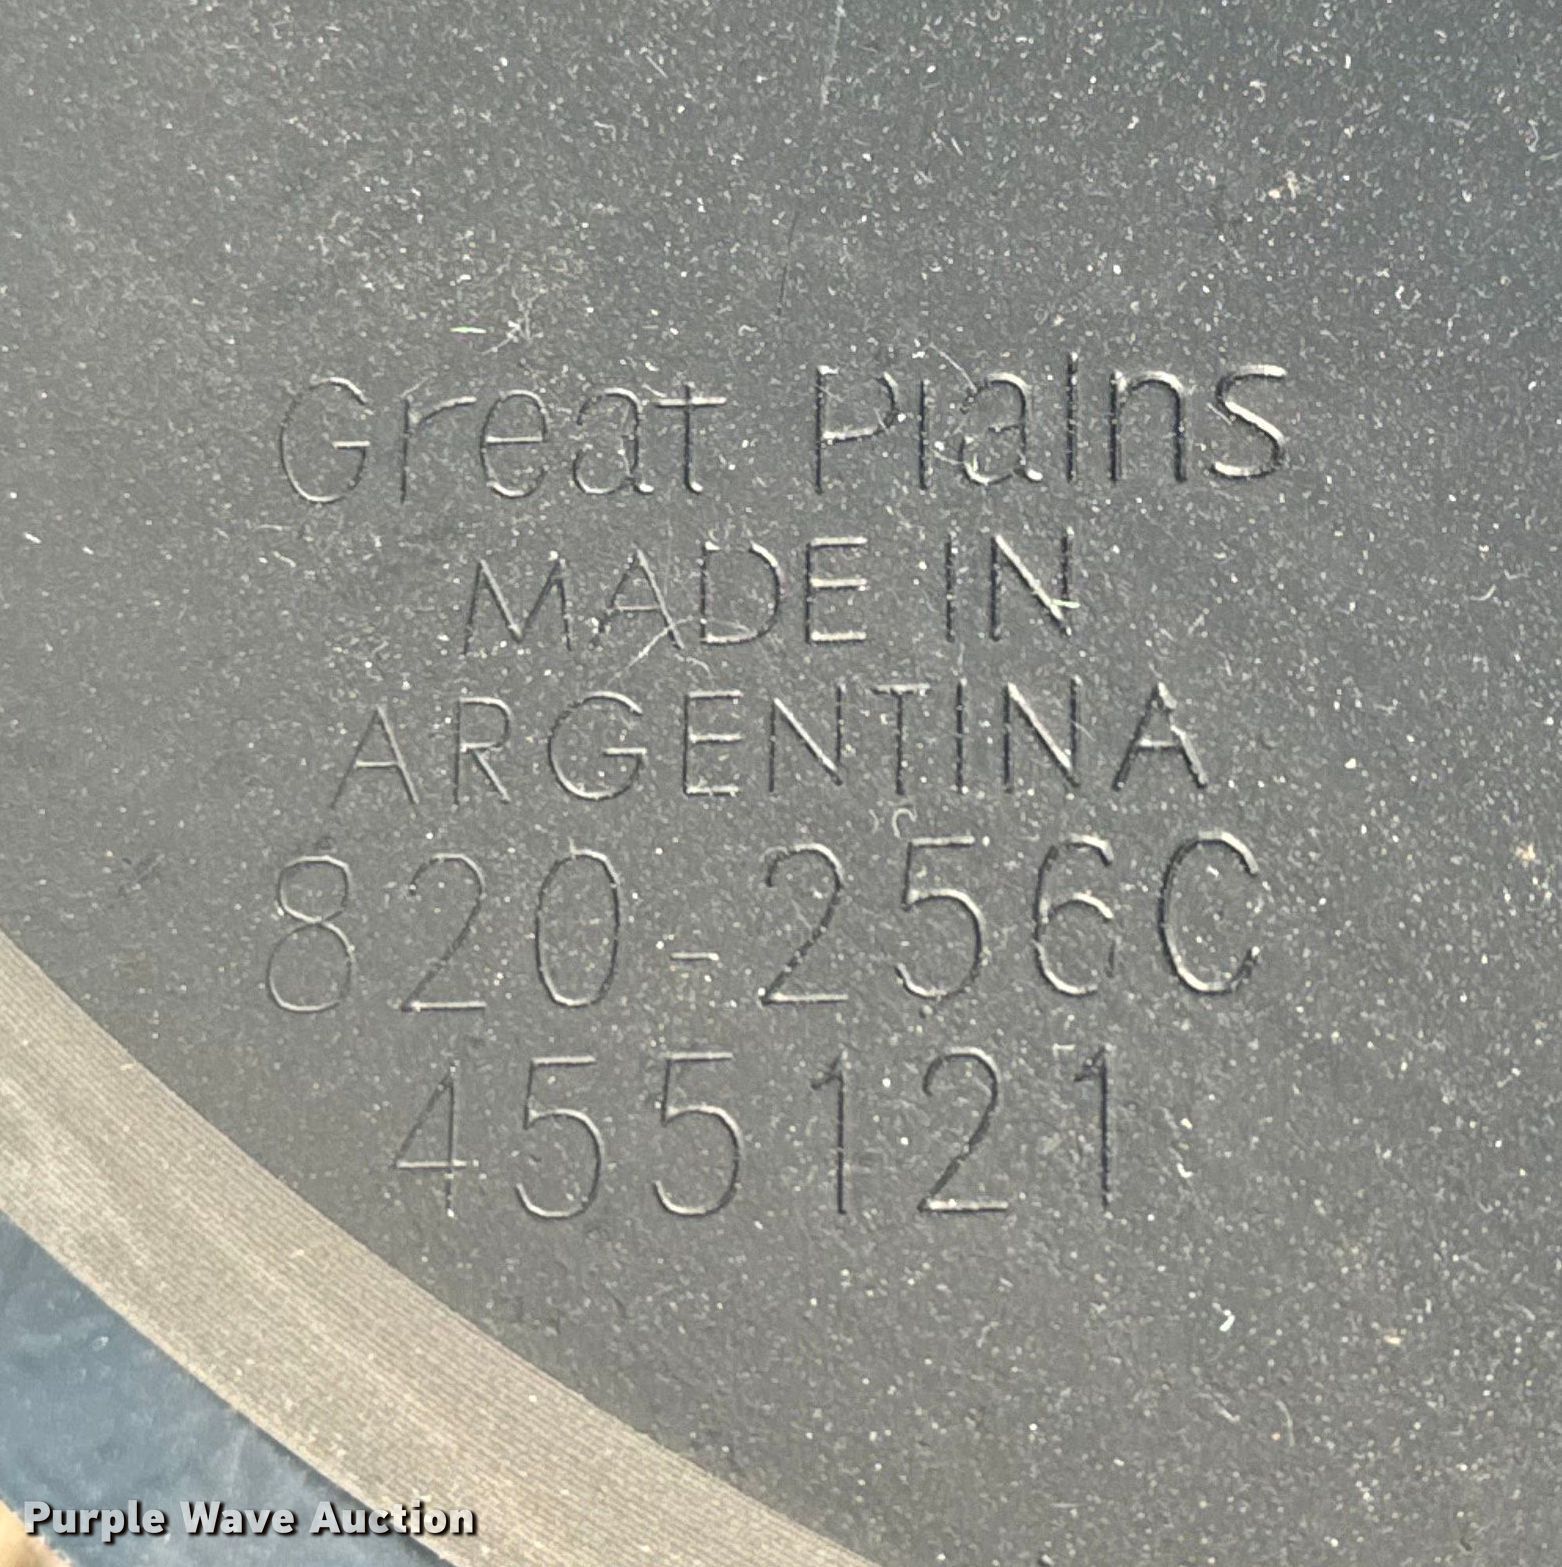 Great Plains
MADE IN
ARGENTINA
820-256C
455121
Purple Wave Auction